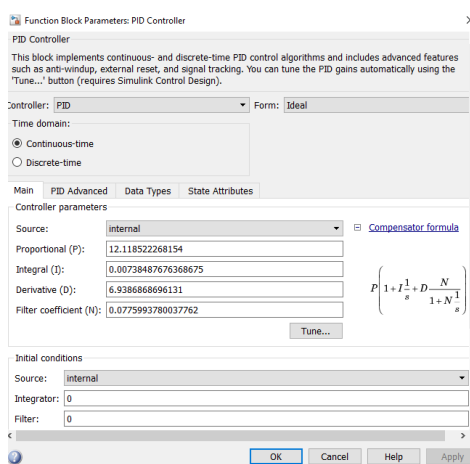 Function Block Parameters: PID Controller
PID Controller
This block implements continuous- and discrete-time PID control algorithms and includes advanced features
such as anti-windup, external reset, and signal tracking. You can tune the PID gains automatically using the
'Tune...' button (requires Simulink Control Design).
Controller: PID Form: Ideal
Time domain:
Continuous-time
Discrete-time
Main PID Advanced Data Types State Attributes
Controller parameters
Source: internal Compensator formula
Proportional (P): 12.118522268154
Integral (I): 0.00738487676368675
Derivative (D): 6.9386868696131
Filter coefficient (N): 0.0775993780037762
P(1+I 1/s +D N/(1+N 1/s))
Tune...
Initial conditions
Source: internal
Integrator: 0
Filter: 0
OK Cancel Help Apply